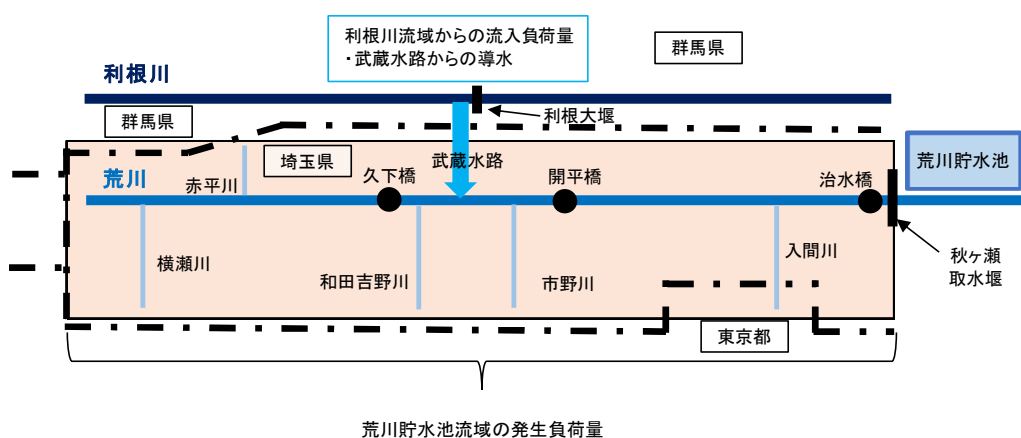 利根川流域からの流入負荷量
・武蔵水路からの導水
群馬県
利根川
利根大堰
群馬県
埼玉県
武蔵水路
荒川貯水池
荒川
赤平川
久下橋
開平橋
治水橋
横瀬川
和田吉野川
市野川
入間川
秋ヶ瀬
取水堰
東京都
荒川貯水池流域の発生負荷量